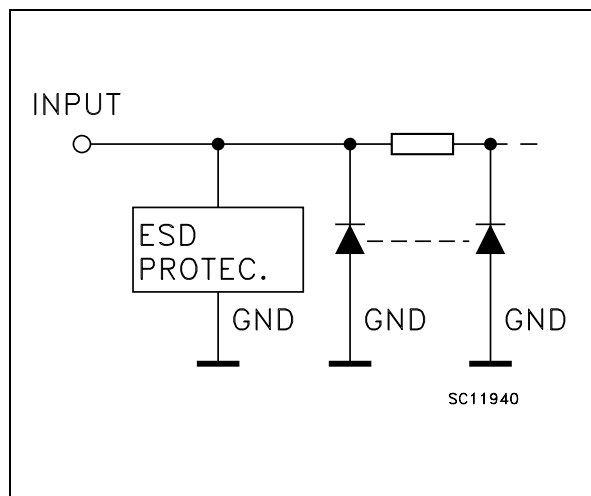 INPUT
ESD
PROTEC.
GND
GND
GND
SC11940